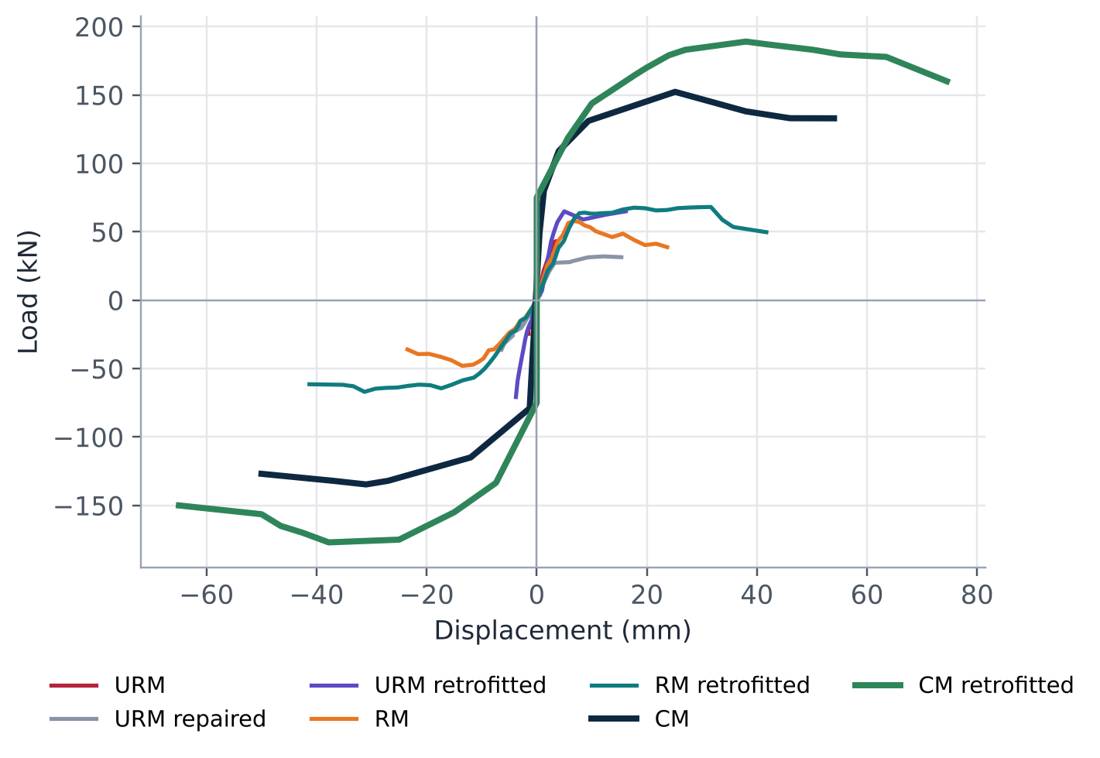 200
150
100
50
0
−50
−100
−150
Load (kN)
−60 −40 −20 0 20 40 60 80
Displacement (mm)
URM URM retrofitted RM retrofitted CM retrofitted
URM repaired RM CM